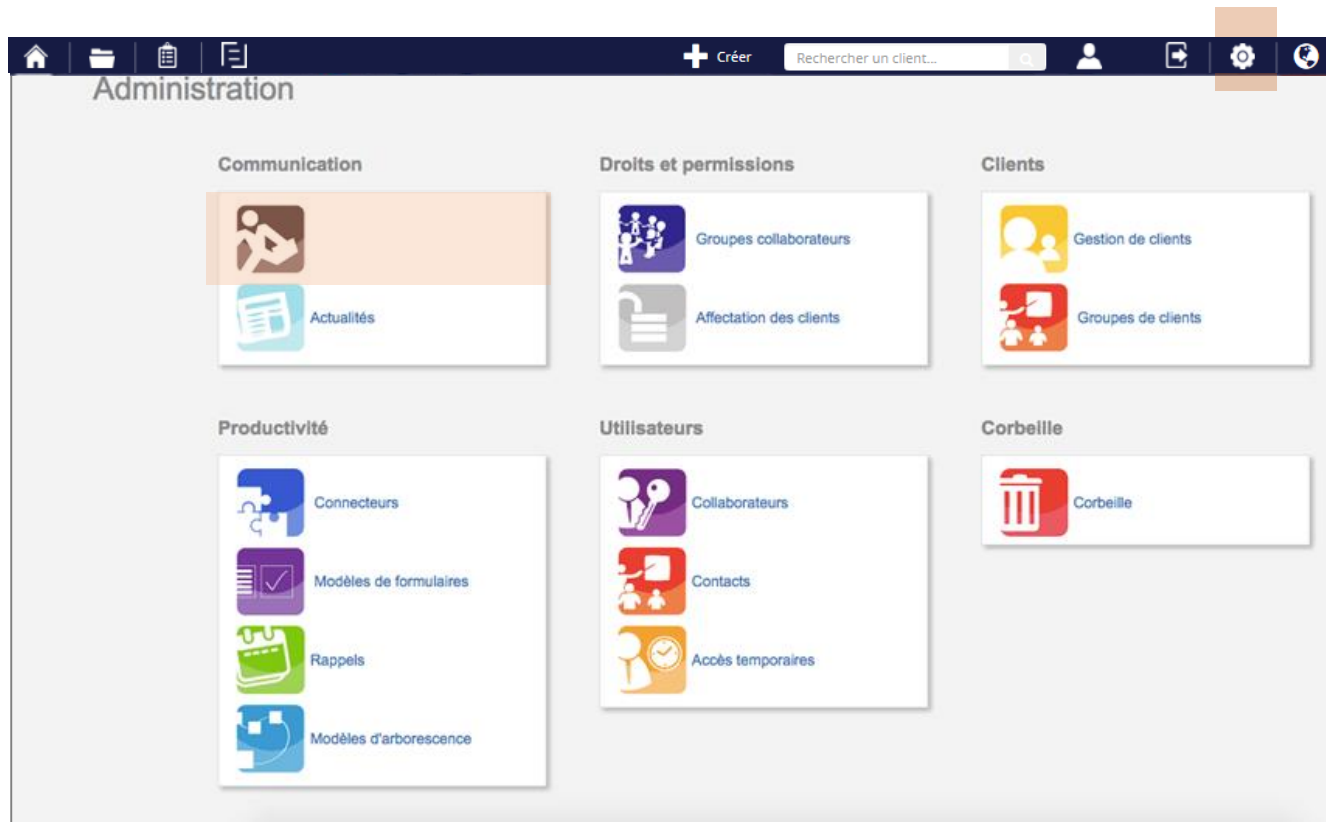 Créer
Rechercher un client...
Administration
Communication
Actualités
Droits et permissions
Groupes collaborateurs
Affectation des clients
Clients
Gestion de clients
Groupes de clients
Productivité
Connecteurs
Modèles de formulaires
Rappels
Modèles d'arborescence
Utilisateurs
Collaborateurs
Contacts
Accès temporaires
Corbeille
Corbeille